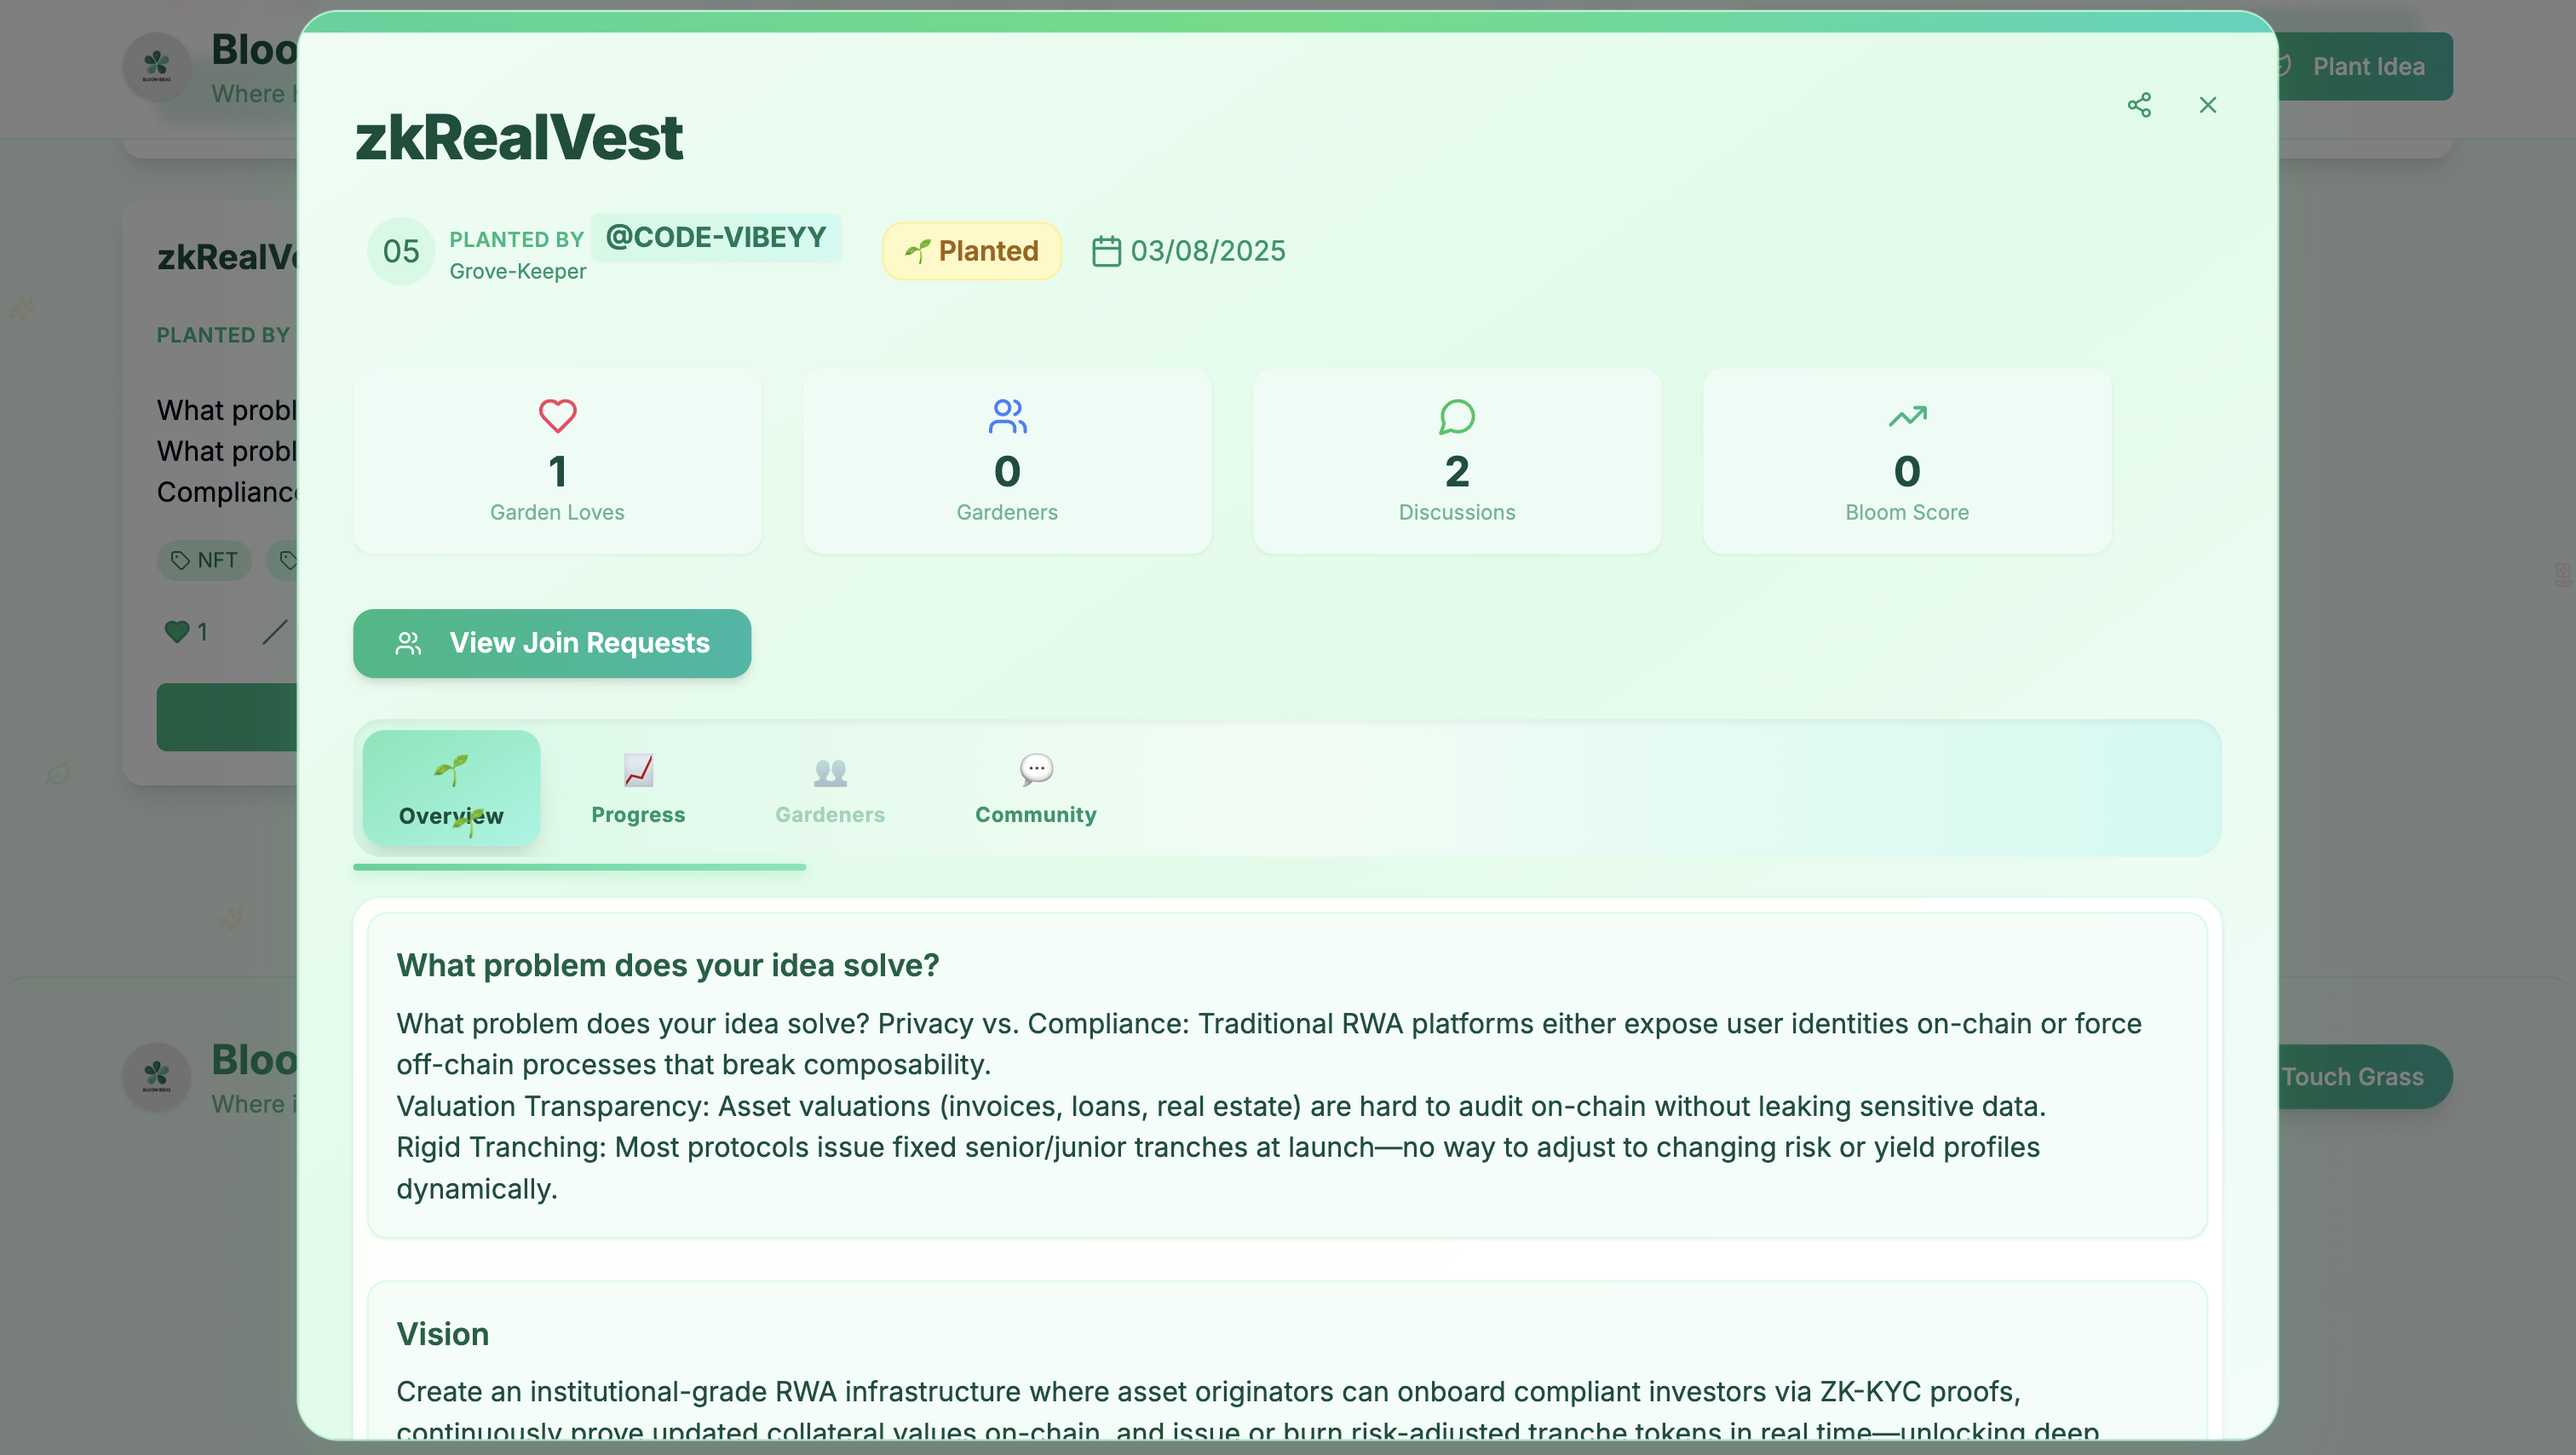 Bloo
Where
Plant Idea
zkRealVest
05
PLANTED BY @CODE-VIBEYY
Grove-Keeper
Planted
03/08/2025
1
Garden Loves
0
Gardeners
2
Discussions
0
Bloom Score
View Join Requests
Overview
Progress
Gardeners
Community
What problem does your idea solve?
What problem does your idea solve? Privacy vs. Compliance: Traditional RWA platforms either expose user identities on-chain or force
off-chain processes that break composability.
Valuation Transparency: Asset valuations (invoices, loans, real estate) are hard to audit on-chain without leaking sensitive data.
Rigid Tranching: Most protocols issue fixed senior/junior tranches at launch—no way to adjust to changing risk or yield profiles
dynamically.
Vision
Create an institutional-grade RWA infrastructure where asset originators can onboard compliant investors via ZK-KYC proofs,
continuously prove updated collateral values on-chain, and issue or burn risk-adjusted tranche tokens in real time—unlocking deep
zkRealV
PLANTED BY
What probl
What probl
Complianc
NFT
1
Bloo
Where i
Touch Grass